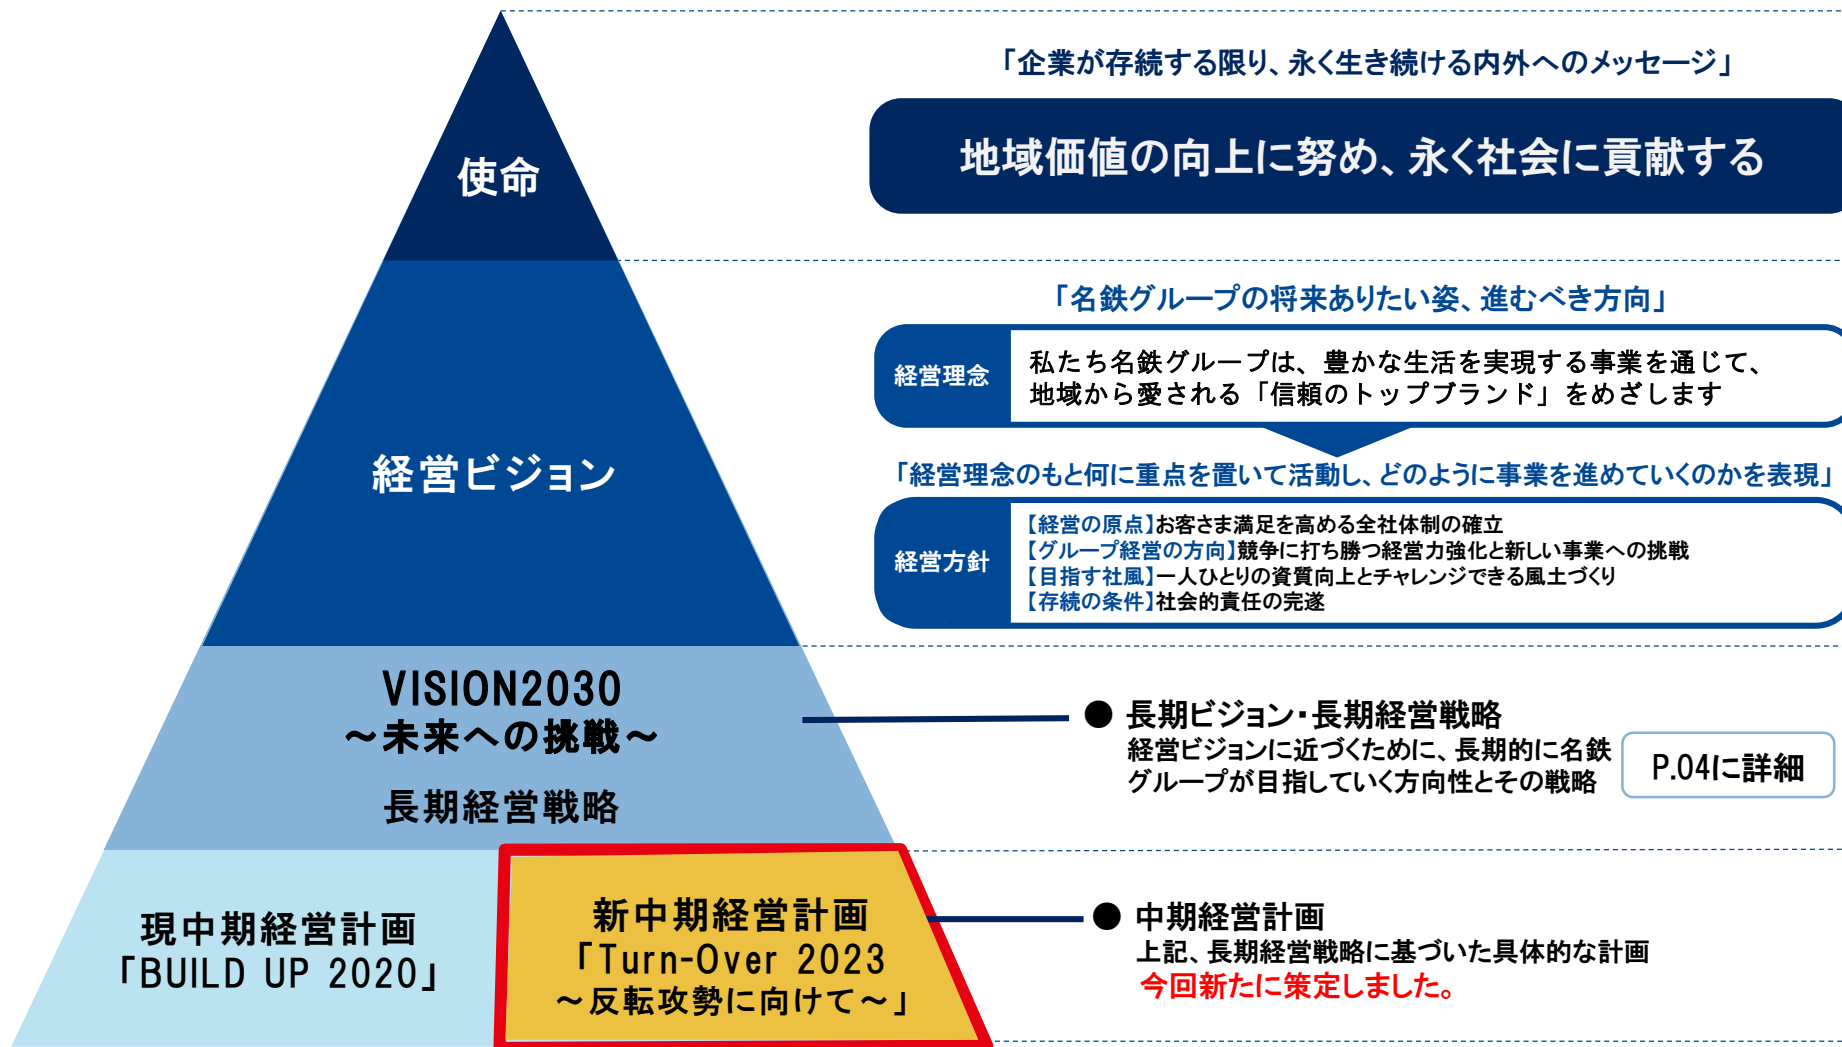 使命
「企業が存続する限り、永く生き続ける内外へのメッセージ」
地域価値の向上に努め、永く社会に貢献する
経営ビジョン
「名鉄グループの将来ありたい姿、進むべき方向」
経営理念
私たち名鉄グループは、豊かな生活を実現する事業を通じて、
地域から愛される「信頼のトップブランド」をめざします
「経営理念のもと何に重点を置いて活動し、どのように事業を進めていくのかを表現」
経営方針
【経営の原点】お客さま満足を高める全社体制の確立
【グループ経営の方向】競争に打ち勝つ経営力強化と新しい事業への挑戦
【目指す社風】一人ひとりの資質向上とチャレンジできる風土づくり
【存続の条件】社会的責任の完遂
VISION2030
～未来への挑戦～
長期経営戦略
● 長期ビジョン・長期経営戦略
経営ビジョンに近づくために、長期的に名鉄
グループが目指していく方向性とその戦略
P.04に詳細
現中期経営計画
「BUILD UP 2020」
新中期経営計画
「Turn-Over 2023
～反転攻勢に向けて～」
● 中期経営計画
上記、長期経営戦略に基づいた具体的な計画
今回新たに策定しました。